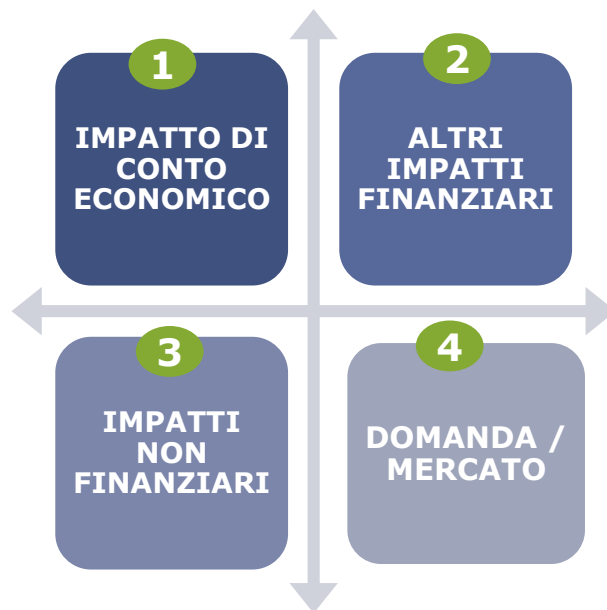 1
IMPATTO DI
CONTO
ECONOMICO
2
ALTRI
IMPATTI
FINANZIARI
3
IMPATTI
NON
FINANZIARI
4
DOMANDA /
MERCATO